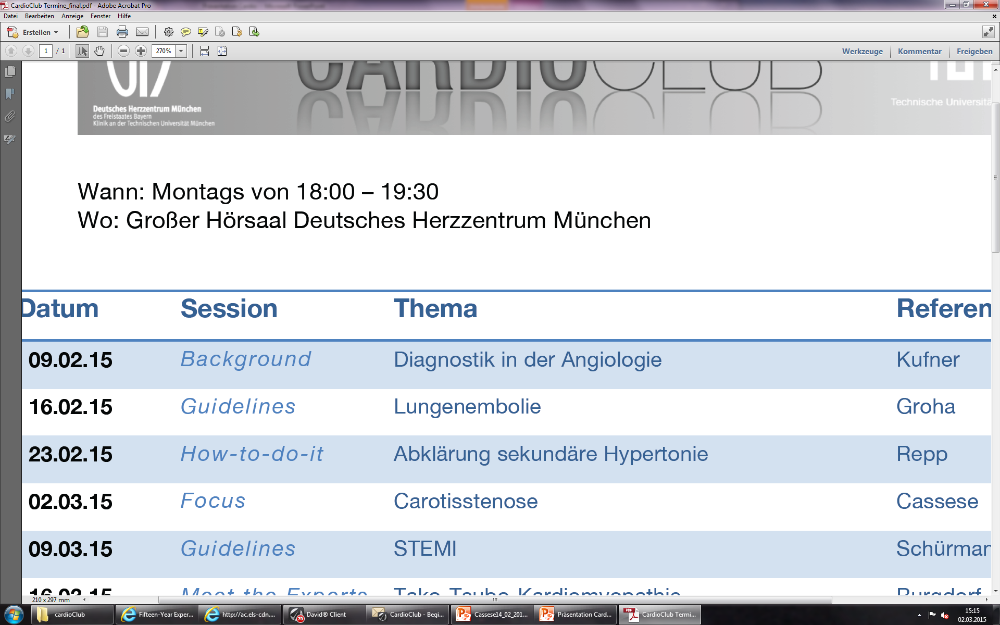 CardioClub Termine_final.pdf - Adobe Acrobat Pro
Datei Bearbeiten Anzeige Fenster Hilfe
Erstellen
1 / 1 270% Werkzeuge Kommentar Freigeben
CARDIOCLUB
Deutsches Herzzentrum München
des Freistaates Bayern
Klinik an der Technischen Universität München
Technische Universitä
Wann: Montags von 18:00 – 19:30
Wo: Großer Hörsaal Deutsches Herzzentrum München
Datum Session Thema Referen
09.02.15 Background Diagnostik in der Angiologie Kufner
16.02.15 Guidelines Lungenembolie Groha
23.02.15 How-to-do-it Abklärung sekundäre Hypertonie Repp
02.03.15 Focus Carotisstenose Cassese
09.03.15 Guidelines STEMI Schürman
16.03.15 Meet the Experts Tako-Tsubo-Kardiomyopathie Burgdorf
210 x 297 mm
cardioClub Fifteen-Year Exper... http://ac.els-cdn.... 70 David® Client CardioClub - Begi... Cassese14_02_201... Präsentation Card... CardioClub Termi... 15:15
02.03.2015